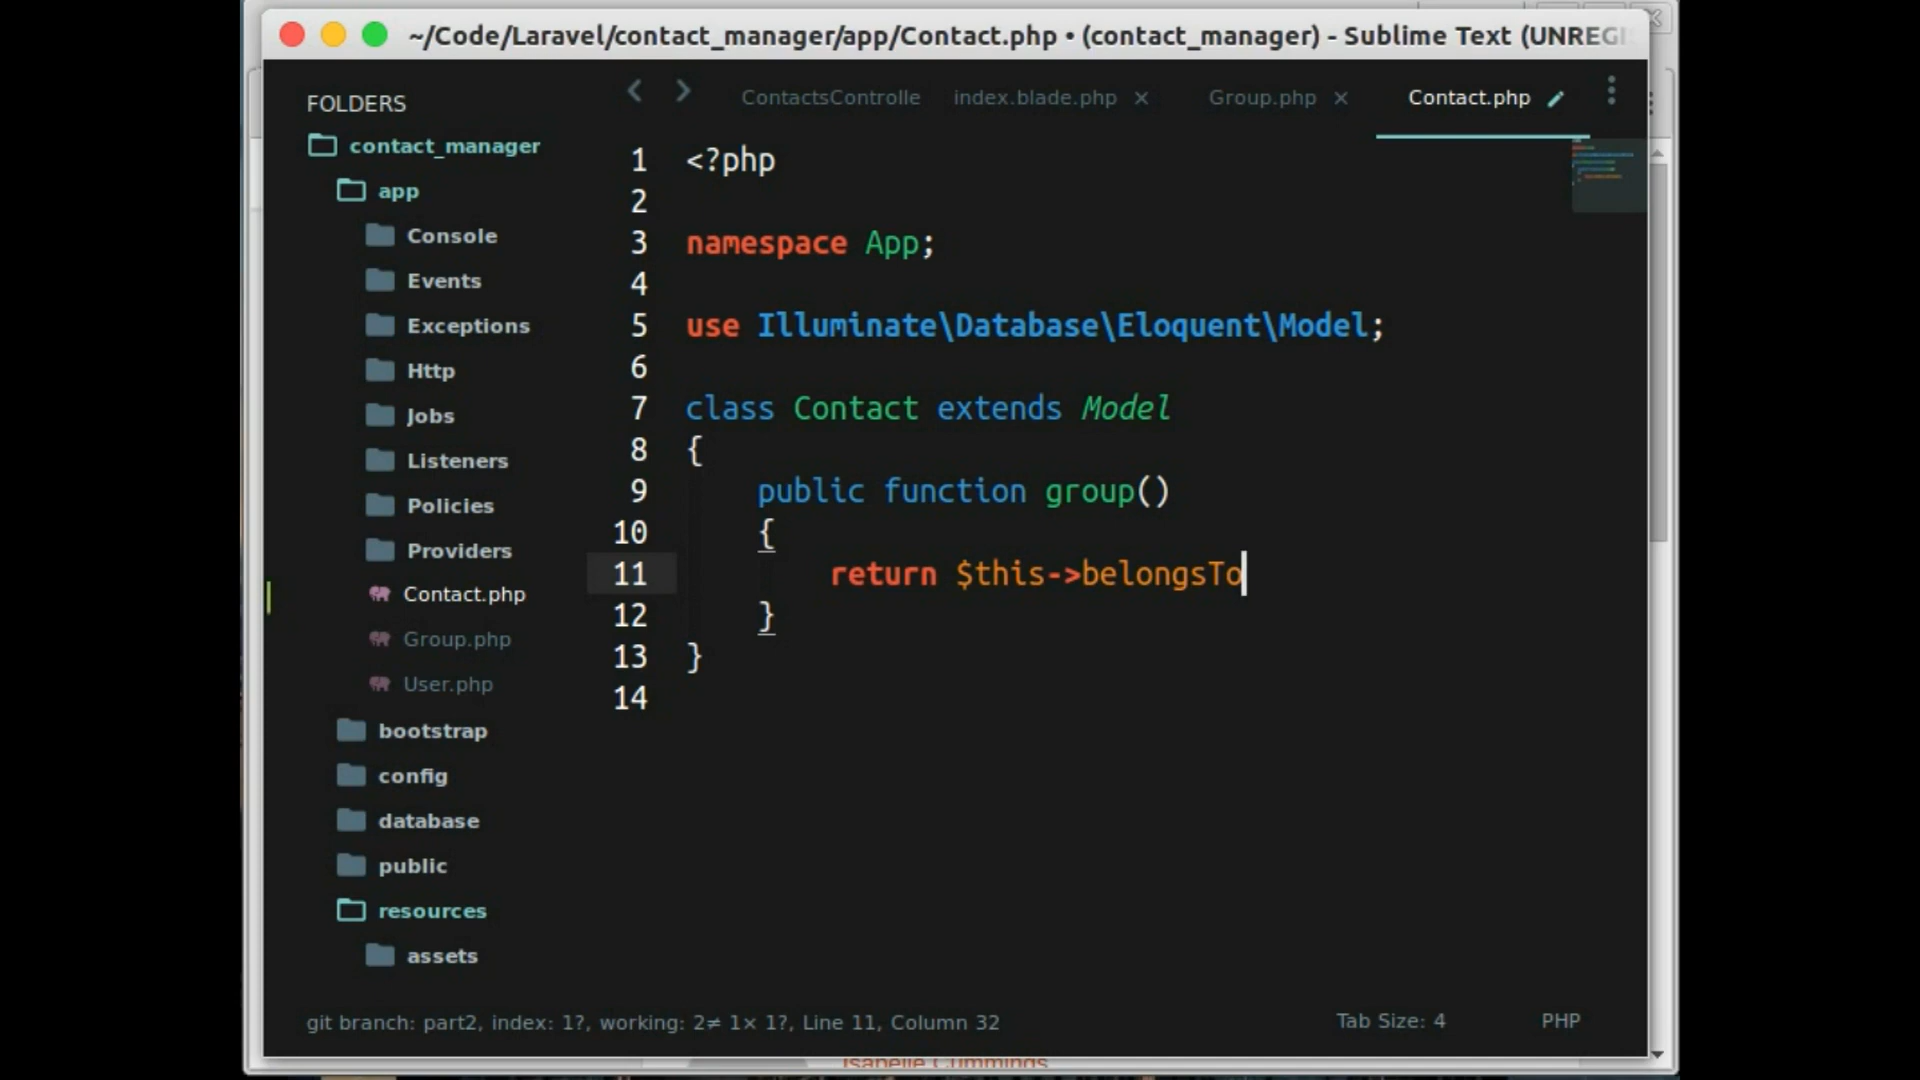 ~/Code/Laravel/contact_manager/app/Contact.php • (contact_manager) - Sublime Text (UNREGI
FOLDERS
contact_manager
app
Console
Events
Exceptions
Http
Jobs
Listeners
Policies
Providers
Contact.php
Group.php
User.php
bootstrap
config
database
public
resources
assets
ContactsControlle index.blade.php × Group.php × Contact.php
1 <?php
2
3 namespace App;
4
5 use Illuminate\Database\Eloquent\Model;
6
7 class Contact extends Model
8 {
9 public function group()
10 {
11 return $this->belongsTo
12 }
13 }
14
git branch: part2, index: 1?, working: 2≠ 1× 1?, Line 11, Column 32
Tab Size: 4 PHP
Isabelle Cummings